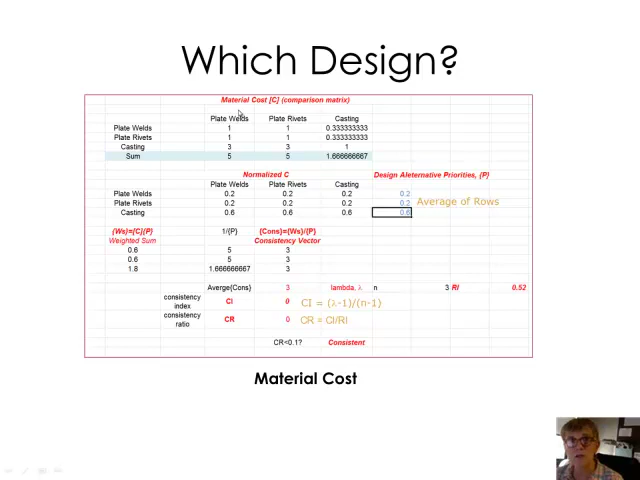 Which Design?
Material Cost [C] (comparison matrix)
Plate Welds Plate Rivets Casting
Plate Welds 1 1 0.333333333
Plate Rivets 1 1 0.333333333
Casting 3 3 1
Sum 5 5 1.666666667
Normalized C Design Aleternative Priorities, {P}
Plate Welds Plate Rivets Casting
Plate Welds 0.2 0.2 0.2 0.2
Plate Rivets 0.2 0.2 0.2 0.2 Average of Rows
Casting 0.6 0.6 0.6 0.6
{Ws}=[C]{P} 1/{P} {Cons}={Ws}/{P}
Weighted Sum Consistency Vector
0.6 5 3
0.6 5 3
1.8 1.666666667 3
Averge{Cons} 3 lambda, λ n 3 RI 0.52
consistency index CI 0 CI = (λ-1)/(n-1)
consistency ratio CR 0 CR = CI/RI
CR<0.1? Consistent
Material Cost